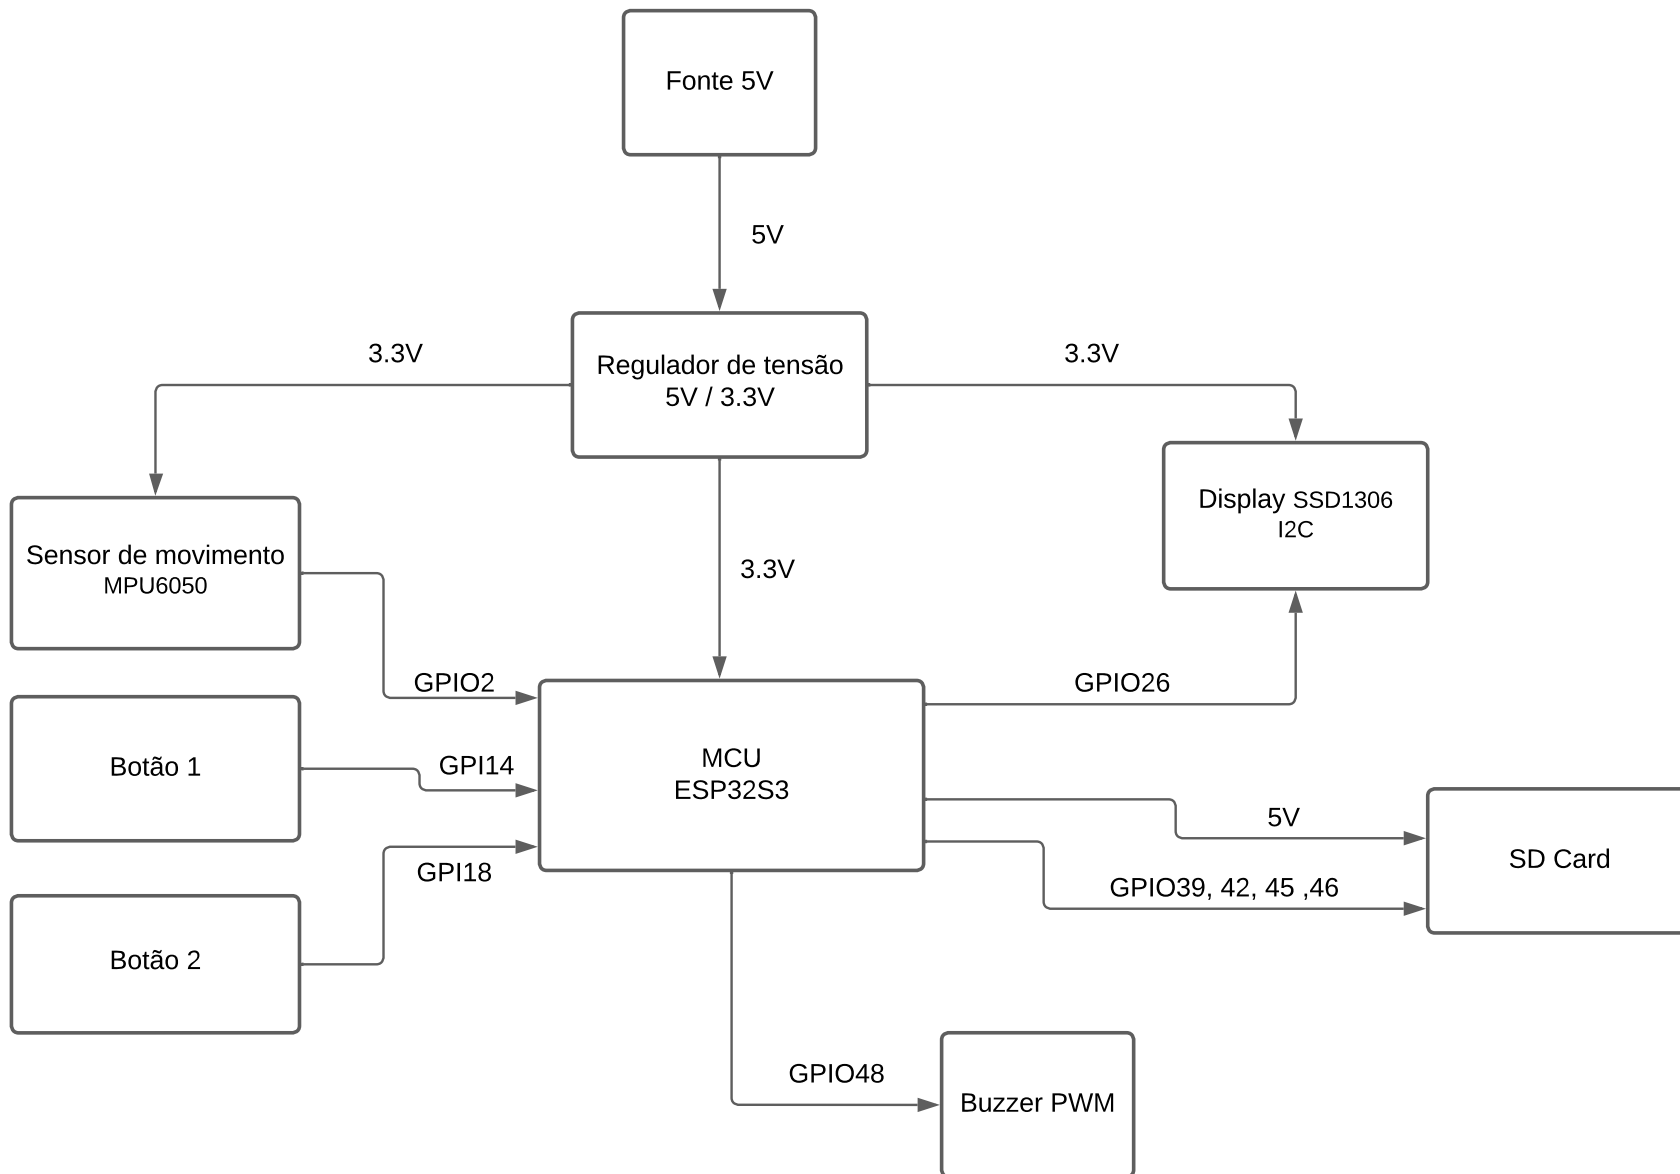 Fonte 5V
5V
3.3V
Regulador de tensão
5V / 3.3V
3.3V
Display SSD1306
I2C
Sensor de movimento
MPU6050
3.3V
GPIO2
GPIO26
Botão 1
GPI14
MCU
ESP32S3
5V
SD Card
GPI18
GPIO39, 42, 45 ,46
Botão 2
GPIO48
Buzzer PWM